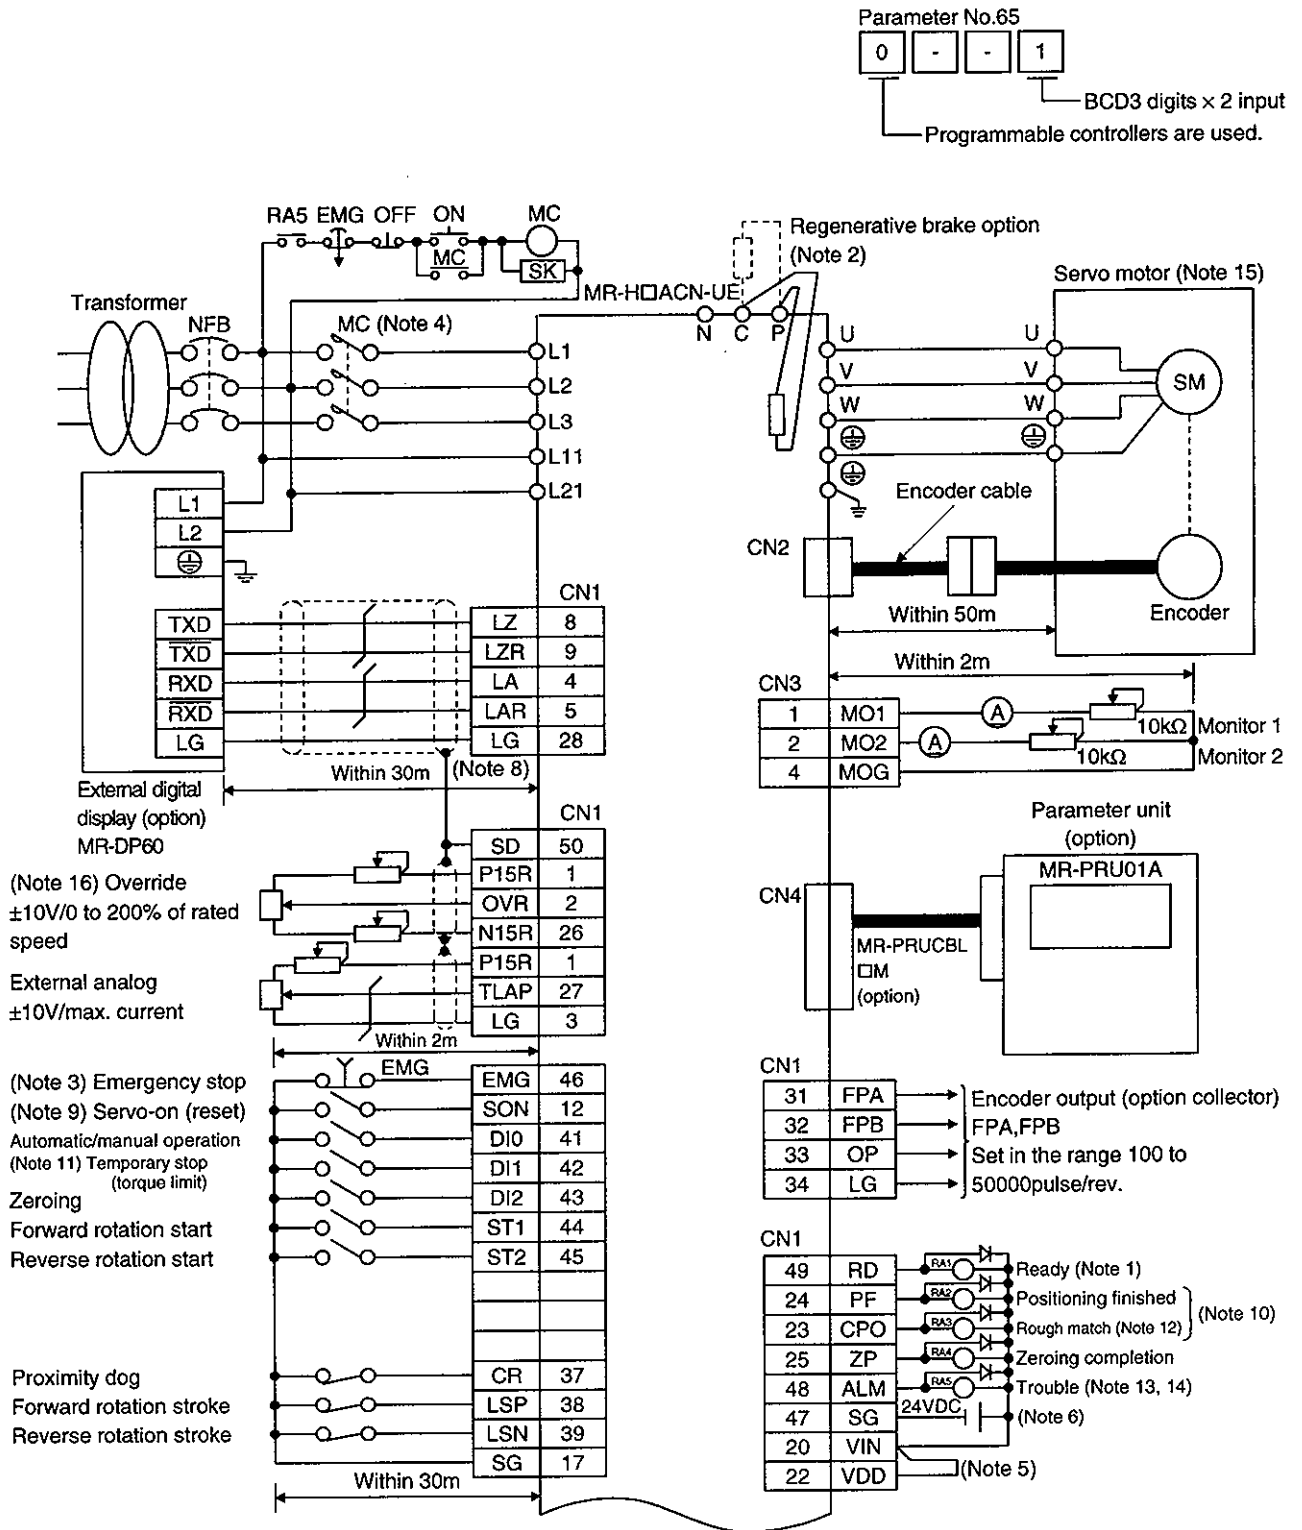 Parameter No.65
0 - - 1
BCD3 digits × 2 input
Programmable controllers are used.
RA5 EMG OFF ON MC
MC
SK
Regenerative brake option
(Note 2)
MR-H□ACN-UE
Servo motor (Note 15)
Transformer
NFB
MC (Note 4)
N C P
L1
L2
L3
L11
L21
U U
V V
W W
SM
Encoder cable
CN2
Encoder
Within 50m
L1
L2
CN1
TXD LZ 8
TXD LZR 9
RXD LA 4
RXD LAR 5
LG LG 28
Within 30m (Note 8)
External digital
display (option)
MR-DP60
Within 2m
CN3
1 MO1 A 10kΩ Monitor 1
2 MO2 A 10kΩ Monitor 2
4 MOG
CN1
SD 50
P15R 1
OVR 2
N15R 26
P15R 1
TLAP 27
LG 3
(Note 16) Override
±10V/0 to 200% of rated
speed
External analog
±10V/max. current
Within 2m
Parameter unit
(option)
MR-PRU01A
CN4
MR-PRUCBL
□M
(option)
(Note 3) Emergency stop EMG EMG 46
(Note 9) Servo-on (reset) SON 12
Automatic/manual operation DI0 41
(Note 11) Temporary stop DI1 42
(torque limit)
Zeroing DI2 43
Forward rotation start ST1 44
Reverse rotation start ST2 45
Proximity dog CR 37
Forward rotation stroke LSP 38
Reverse rotation stroke LSN 39
SG 17
Within 30m
CN1
31 FPA Encoder output (option collector)
32 FPB FPA,FPB
33 OP Set in the range 100 to
34 LG 50000pulse/rev.
CN1
49 RD RA1 Ready (Note 1)
24 PF RA2 Positioning finished
23 CPO RA3 Rough match (Note 12)
(Note 10)
25 ZP RA4 Zeroing completion
48 ALM RA5 Trouble (Note 13, 14)
47 SG 24VDC (Note 6)
20 VIN
22 VDD (Note 5)